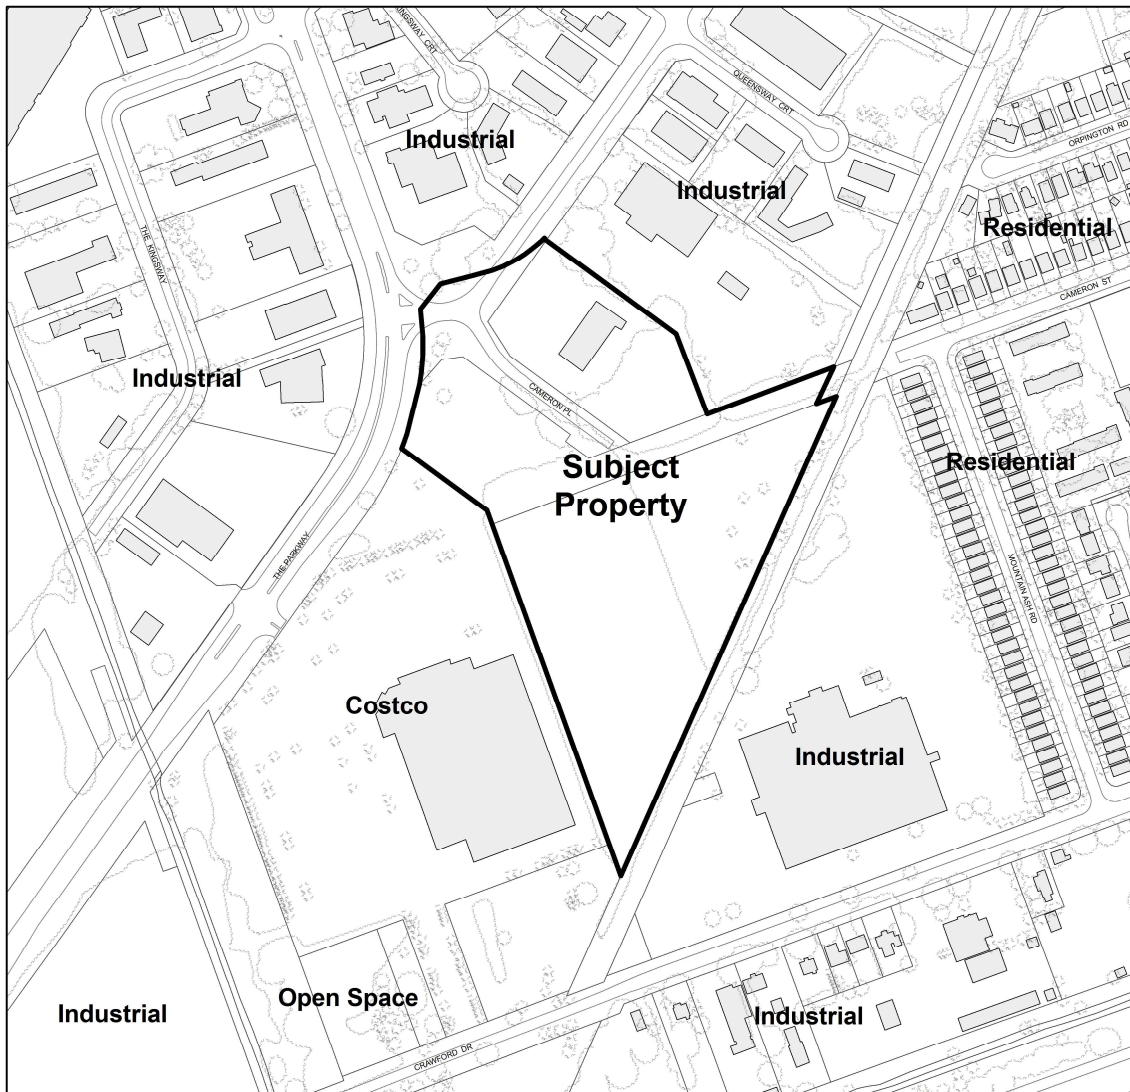 KINGSWAY CRT
QUEENSWAY CRT
Industrial
ORPINGTON RD
Industrial
Residential
THE KINGSWAY
CAMERON ST
Industrial
CAMERON PL
Subject
Property
Residential
THE PARKWAY
MOUNTAIN ASH RD
Costco
Industrial
Open Space
Industrial
Industrial
CRAWFORD DR